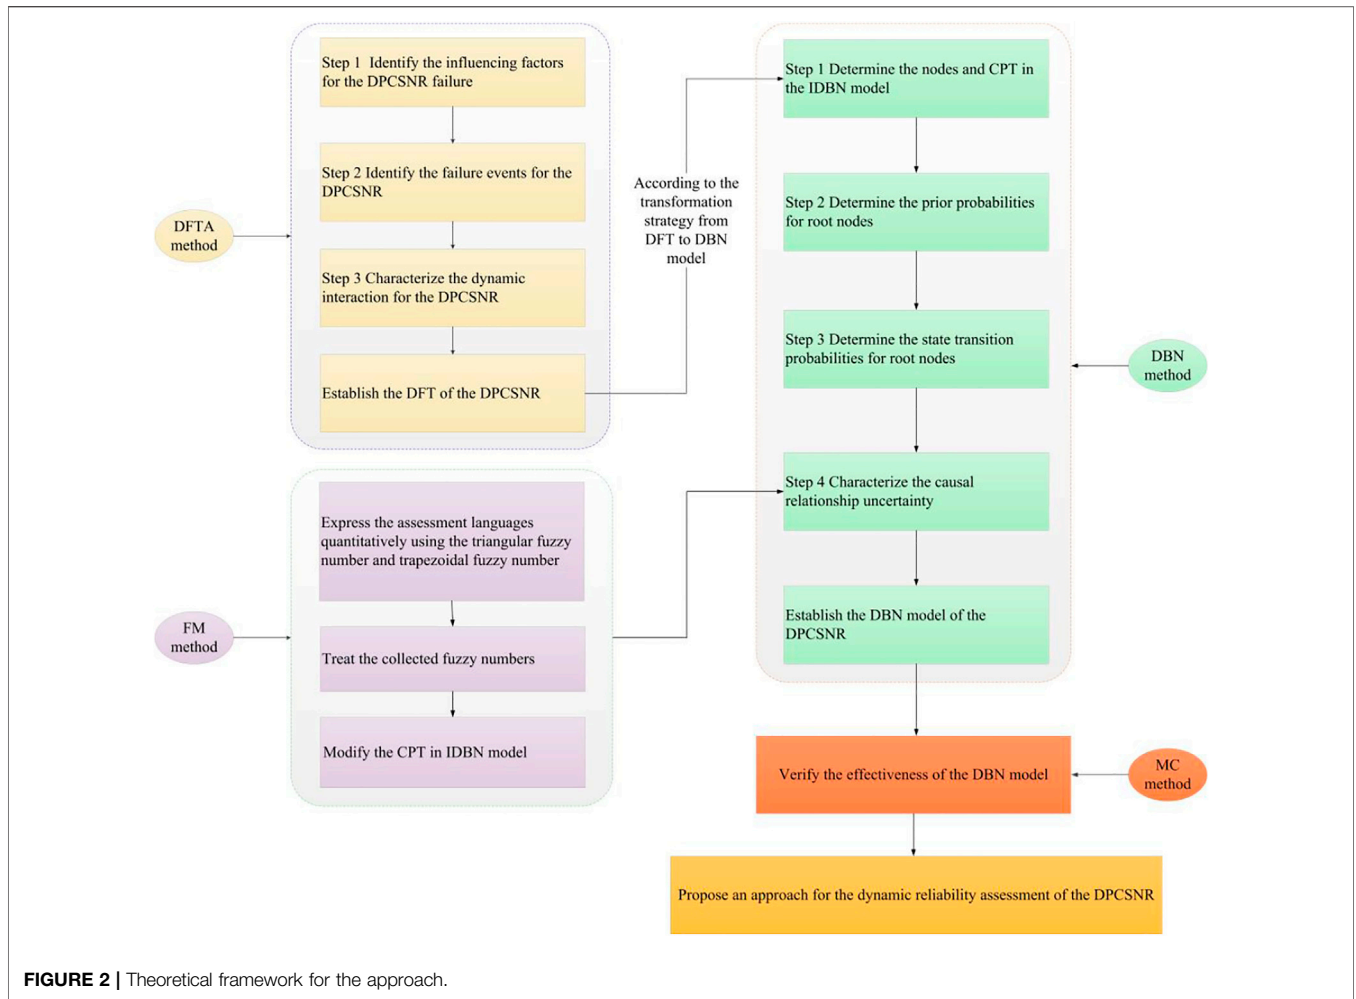 Step 1 Identify the influencing factors
for the DPCSNR failure
Step 2 Identify the failure events for the
DPCSNR
DFTA
method
Step 3 Characterize the dynamic
interaction for the DPCSNR
Establish the DFT of the DPCSNR
According to the
transformation
strategy from
DFT to DBN
model
Step 1 Determine the nodes and CPT in
the IDBN model
Step 2 Determine the prior probabilities
for root nodes
Step 3 Determine the state transition
probabilities for root nodes
DBN
method
Step 4 Characterize the causal
relationship uncertainty
Establish the DBN model of the
DPCSNR
Express the assessment languages
quantitatively using the triangular fuzzy
number and trapezoidal fuzzy number
FM
method
Treat the collected fuzzy numbers
Modify the CPT in IDBN model
Verify the effectiveness of the DBN model
MC
method
Propose an approach for the dynamic reliability assessment of the DPCSNR
FIGURE 2 | Theoretical framework for the approach.